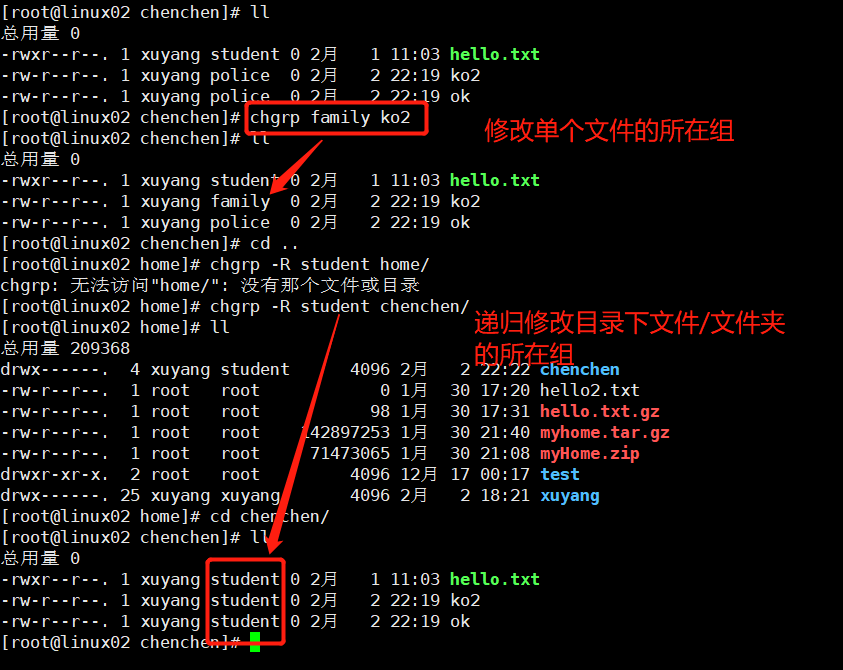 [root@linux02 chenchen]# ll
总用量 0
-rwxr--r--. 1 xuyang student 0 2月   1 11:03 hello.txt
-rw-r--r--. 1 xuyang police  0 2月   2 22:19 ko2
-rw-r--r--. 1 xuyang police  0 2月   2 22:19 ok
[root@linux02 chenchen]# chgrp family ko2
修改单个文件的所在组
[root@linux02 chenchen]# ll
总用量 0
-rwxr--r--. 1 xuyang student 0 2月   1 11:03 hello.txt
-rw-r--r--. 1 xuyang family  0 2月   2 22:19 ko2
-rw-r--r--. 1 xuyang police  0 2月   2 22:19 ok
[root@linux02 chenchen]# cd ..
[root@linux02 home]# chgrp -R student home/
chgrp: 无法访问"home/": 没有那个文件或目录
[root@linux02 home]# chgrp -R student chenchen/
递归修改目录下文件/文件夹
的所在组
[root@linux02 home]# ll
总用量 209368
drwx------.  4 xuyang student      4096 2月   2 22:22 chenchen
-rw-r--r--.  1 root   root            0 1月  30 17:20 hello2.txt
-rw-r--r--.  1 root   root           98 1月  30 17:31 hello.txt.gz
-rw-r--r--.  1 root   root    142897253 1月  30 21:40 myhome.tar.gz
-rw-r--r--.  1 root   root     71473065 1月  30 21:08 myHome.zip
drwxr-xr-x.  2 root   root         4096 12月 17 00:17 test
drwx------. 25 xuyang xuyang       4096 2月   2 18:21 xuyang
[root@linux02 home]# cd chenchen/
[root@linux02 chenchen]# ll
总用量 0
-rwxr--r--. 1 xuyang student 0 2月   1 11:03 hello.txt
-rw-r--r--. 1 xuyang student 0 2月   2 22:19 ko2
-rw-r--r--. 1 xuyang student 0 2月   2 22:19 ok
[root@linux02 chenchen]#